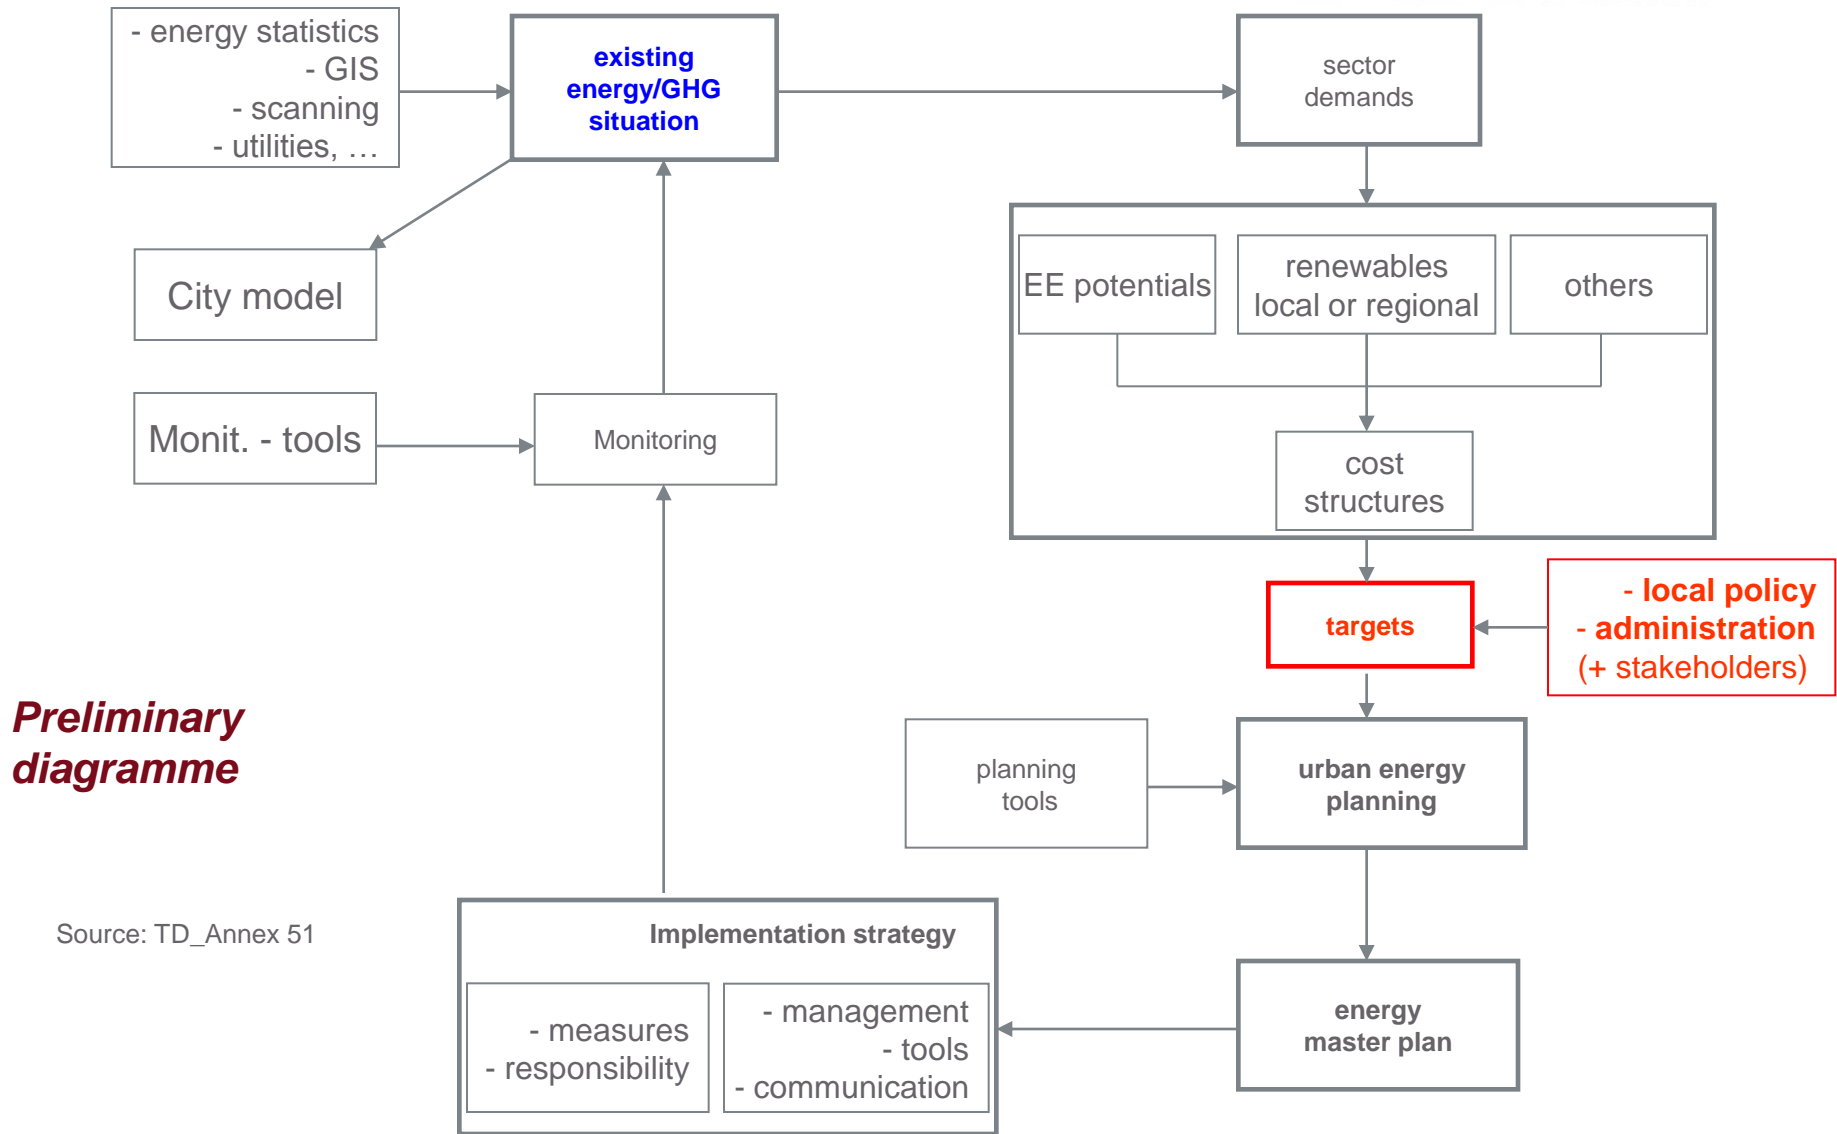 - energy statistics
- GIS
- scanning
- utilities, …
existing
energy/GHG
situation
sector
demands
City model
EE potentials
renewables
local or regional
others
Monit. - tools
Monitoring
cost
structures
targets
- local policy
- administration
(+ stakeholders)
Preliminary
diagramme
planning
tools
urban energy
planning
Source: TD_Annex 51
Implementation strategy
- measures
- responsibility
- management
- tools
- communication
energy
master plan